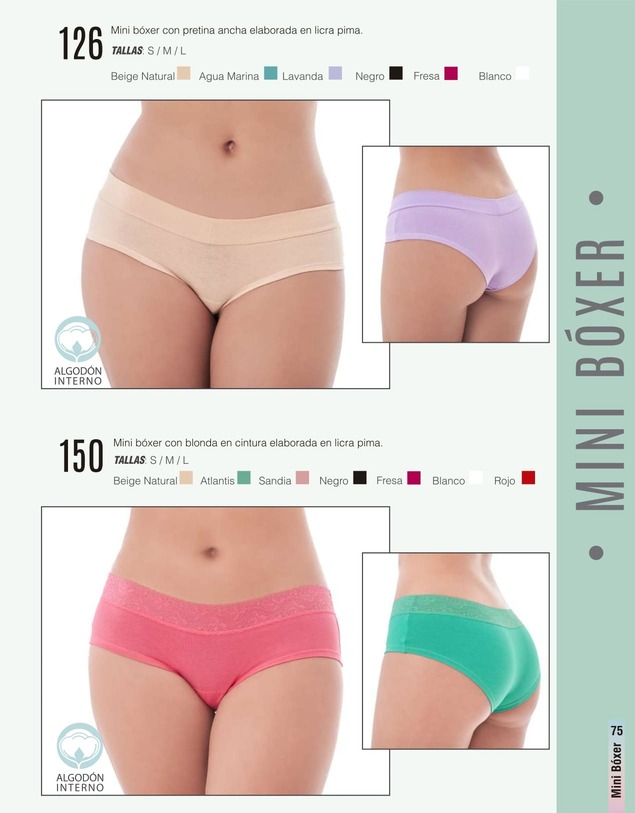 126
Mini bóxer con pretina ancha elaborada en licra pima.
TALLAS: S / M / L
Beige Natural Agua Marina Lavanda Negro Fresa Blanco
ALGODÓN
INTERNO
150
Mini bóxer con blonda en cintura elaborada en licra pima.
TALLAS: S / M / L
Beige Natural Atlantis Sandia Negro Fresa Blanco Rojo
ALGODÓN
INTERNO
• MINI BÓXER •
Mini Bóxer 75